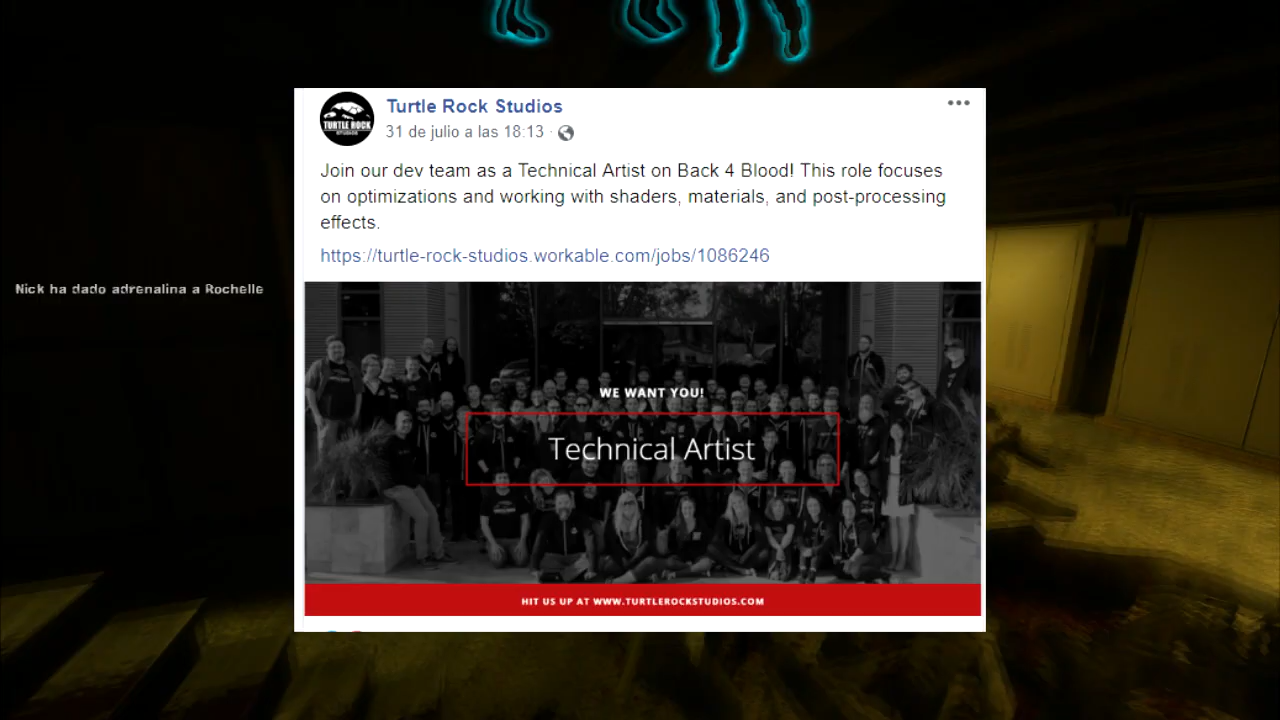 TURTLE ROCK
STUDIOS
Turtle Rock Studios
31 de julio a las 18:13 ·
Join our dev team as a Technical Artist on Back 4 Blood! This role focuses
on optimizations and working with shaders, materials, and post-processing
effects.
https://turtle-rock-studios.workable.com/jobs/1086246
Nick ha dado adrenalina a Rochelle
WE WANT YOU!
Technical Artist
HIT US UP AT WWW.TURTLEROCKSTUDIOS.COM